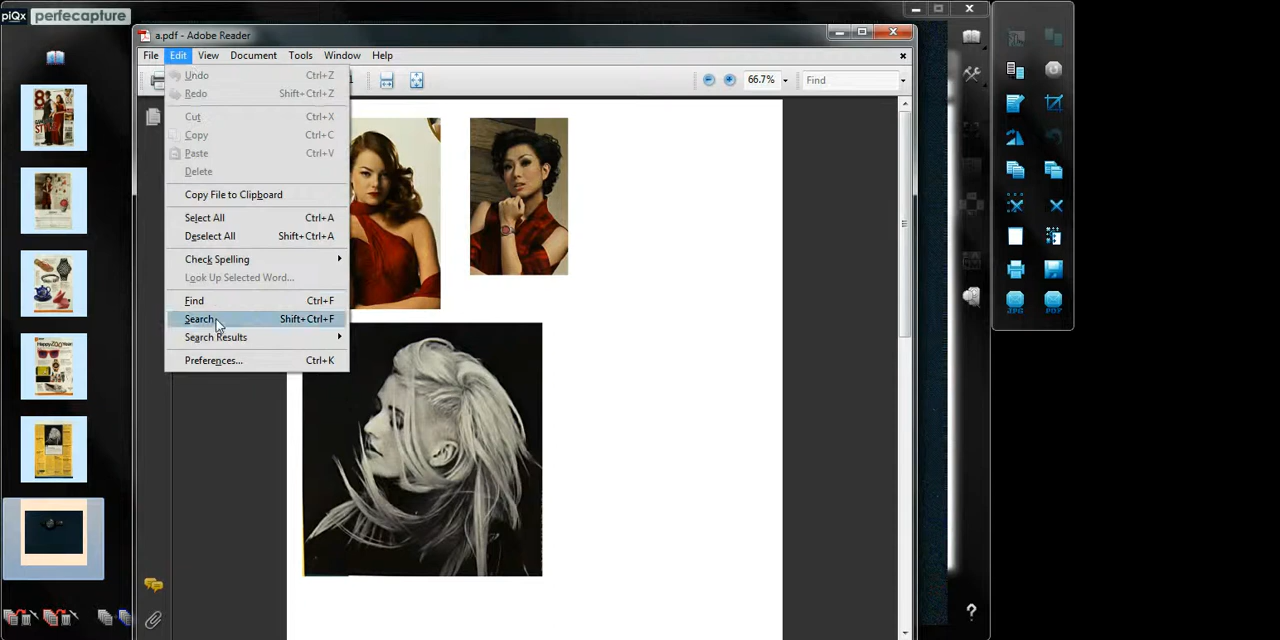 piQx perfecapture
a.pdf - Adobe Reader
File Edit View Document Tools Window Help
66.7% Find
Undo Ctrl+Z
Redo Shift+Ctrl+Z
Cut Ctrl+X
Copy Ctrl+C
Paste Ctrl+V
Delete
Copy File to Clipboard
Select All Ctrl+A
Deselect All Shift+Ctrl+A
Check Spelling
Look Up Selected Word...
Find Ctrl+F
Search Shift+Ctrl+F
Search Results
Preferences... Ctrl+K
JPG PDF
?